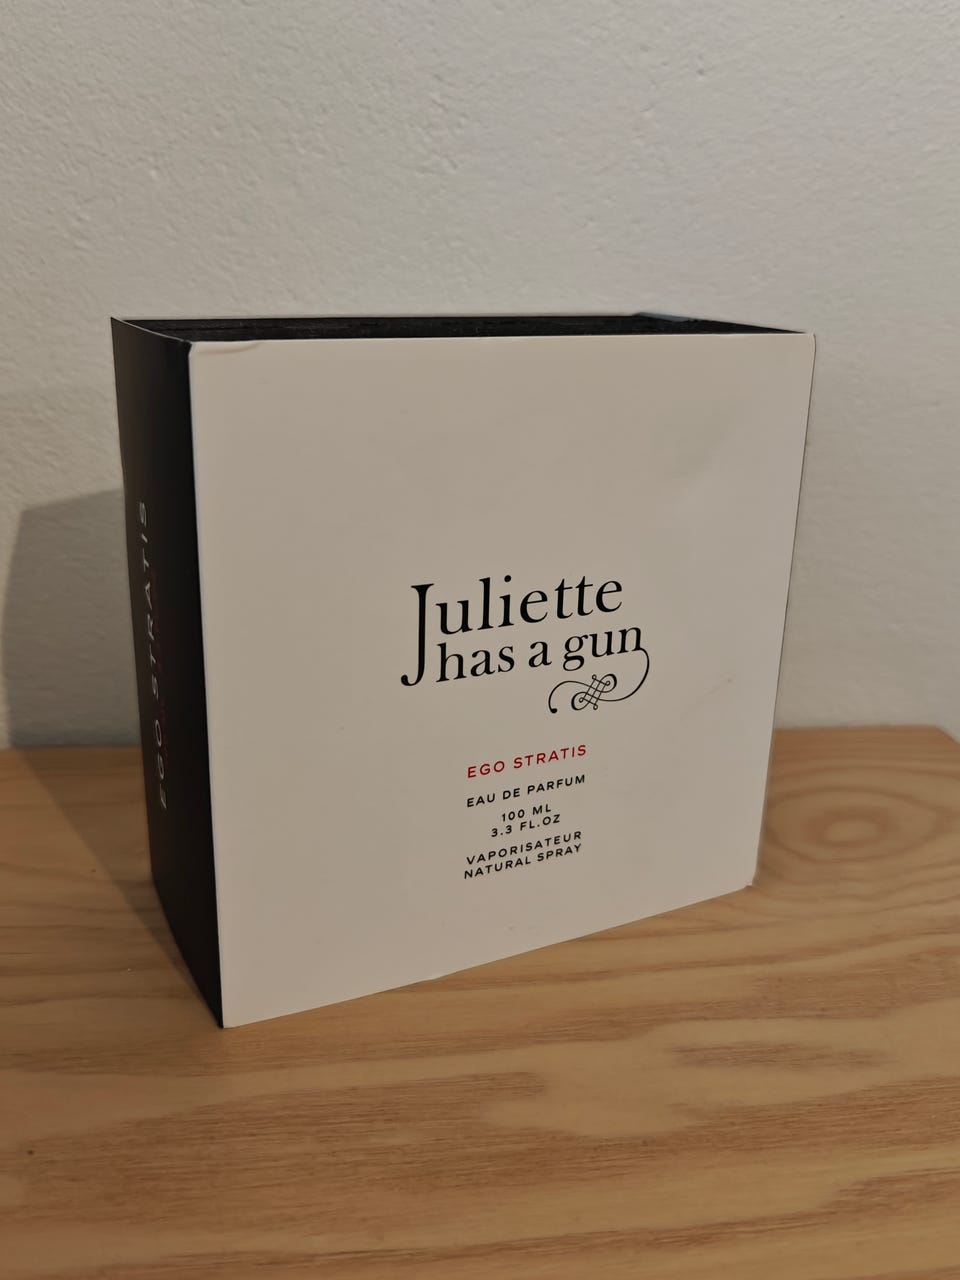 Juliette
has a gun
EGO STRATIS
EAU DE PARFUM
100 ML
3.3 FL.OZ
VAPORISATEUR
NATURAL SPRAY
EGO STRATIS